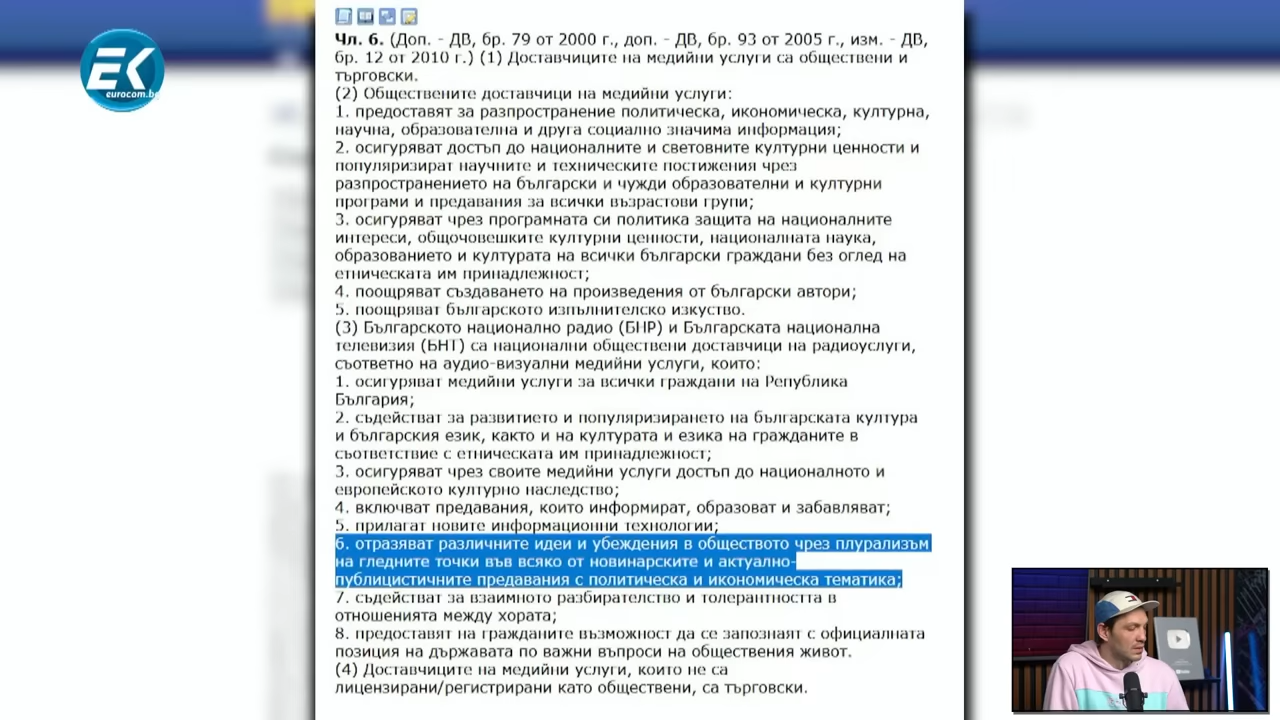 EK
eurocom.bg
Чл. 6. (Доп. - ДВ, бр. 79 от 2000 г., доп. - ДВ, бр. 93 от 2005 г., изм. - ДВ,
бр. 12 от 2010 г.) (1) Доставчиците на медийни услуги са обществени и
търговски.
(2) Обществените доставчици на медийни услуги:
1. предоставят за разпространение политическа, икономическа, културна,
научна, образователна и друга социално значима информация;
2. осигуряват достъп до националните и световните културни ценности и
популяризират научните и техническите постижения чрез
разпространението на български и чужди образователни и културни
програми и предавания за всички възрастови групи;
3. осигуряват чрез програмната си политика защита на националните
интереси, общочовешките културни ценности, националната наука,
образованието и културата на всички български граждани без оглед на
етническата им принадлежност;
4. поощряват създаването на произведения от български автори;
5. поощряват българското изпълнителско изкуство.
(3) Българското национално радио (БНР) и Българската национална
телевизия (БНТ) са национални обществени доставчици на радиоуслуги,
съответно на аудио-визуални медийни услуги, които:
1. осигуряват медийни услуги за всички граждани на Република
България;
2. съдействат за развитието и популяризирането на българската култура
и българския език, както и на културата и езика на гражданите в
съответствие с етническата им принадлежност;
3. осигуряват чрез своите медийни услуги достъп до националното и
европейското културно наследство;
4. включват предавания, които информират, образоват и забавляват;
5. прилагат новите информационни технологии;
6. отразяват различните идеи и убеждения в обществото чрез плурализъм
на гледните точки във всяко от новинарските и актуално-
публицистичните предавания с политическа и икономическа тематика;
7. съдействат за взаимното разбирателство и толерантността в
отношенията между хората;
8. предоставят на гражданите възможност да се запознаят с официалната
позиция на държавата по важни въпроси на обществения живот.
(4) Доставчиците на медийни услуги, които не са
лицензирани/регистрирани като обществени, са търговски.